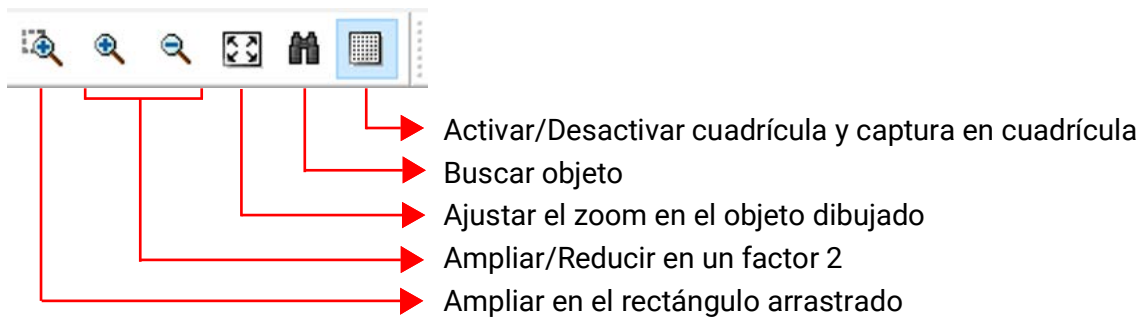 Activar/Desactivar cuadrícula y captura en cuadrícula
Buscar objeto
Ajustar el zoom en el objeto dibujado
Ampliar/Reducir en un factor 2
Ampliar en el rectángulo arrastrado